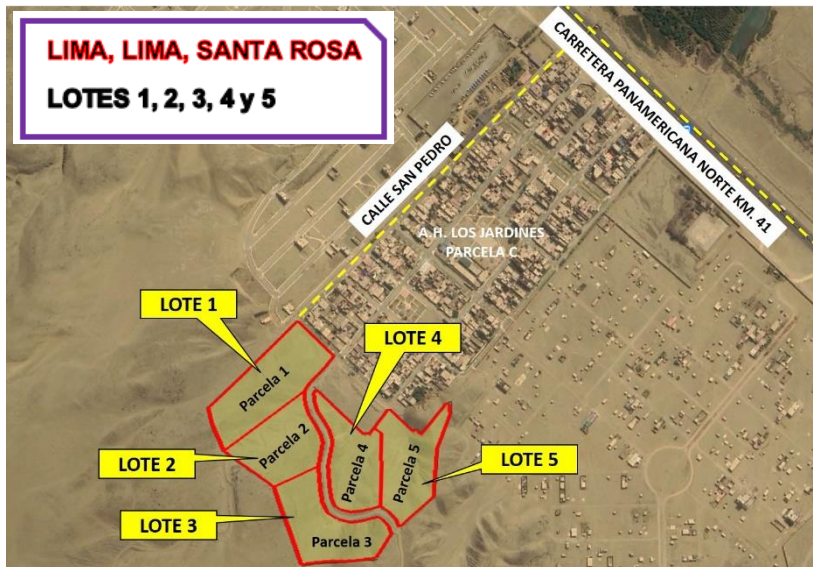 LIMA, LIMA, SANTA ROSA
LOTES 1, 2, 3, 4 y 5
CARRETERA PANAMERICANA NORTE KM. 41
CALLE SAN PEDRO
A.H. LOS JARDINES
PARCELA C
LOTE 1
LOTE 4
Parcela 1
Parcela 2
LOTE 2
Parcela 4
Parcela 5
LOTE 5
LOTE 3
Parcela 3